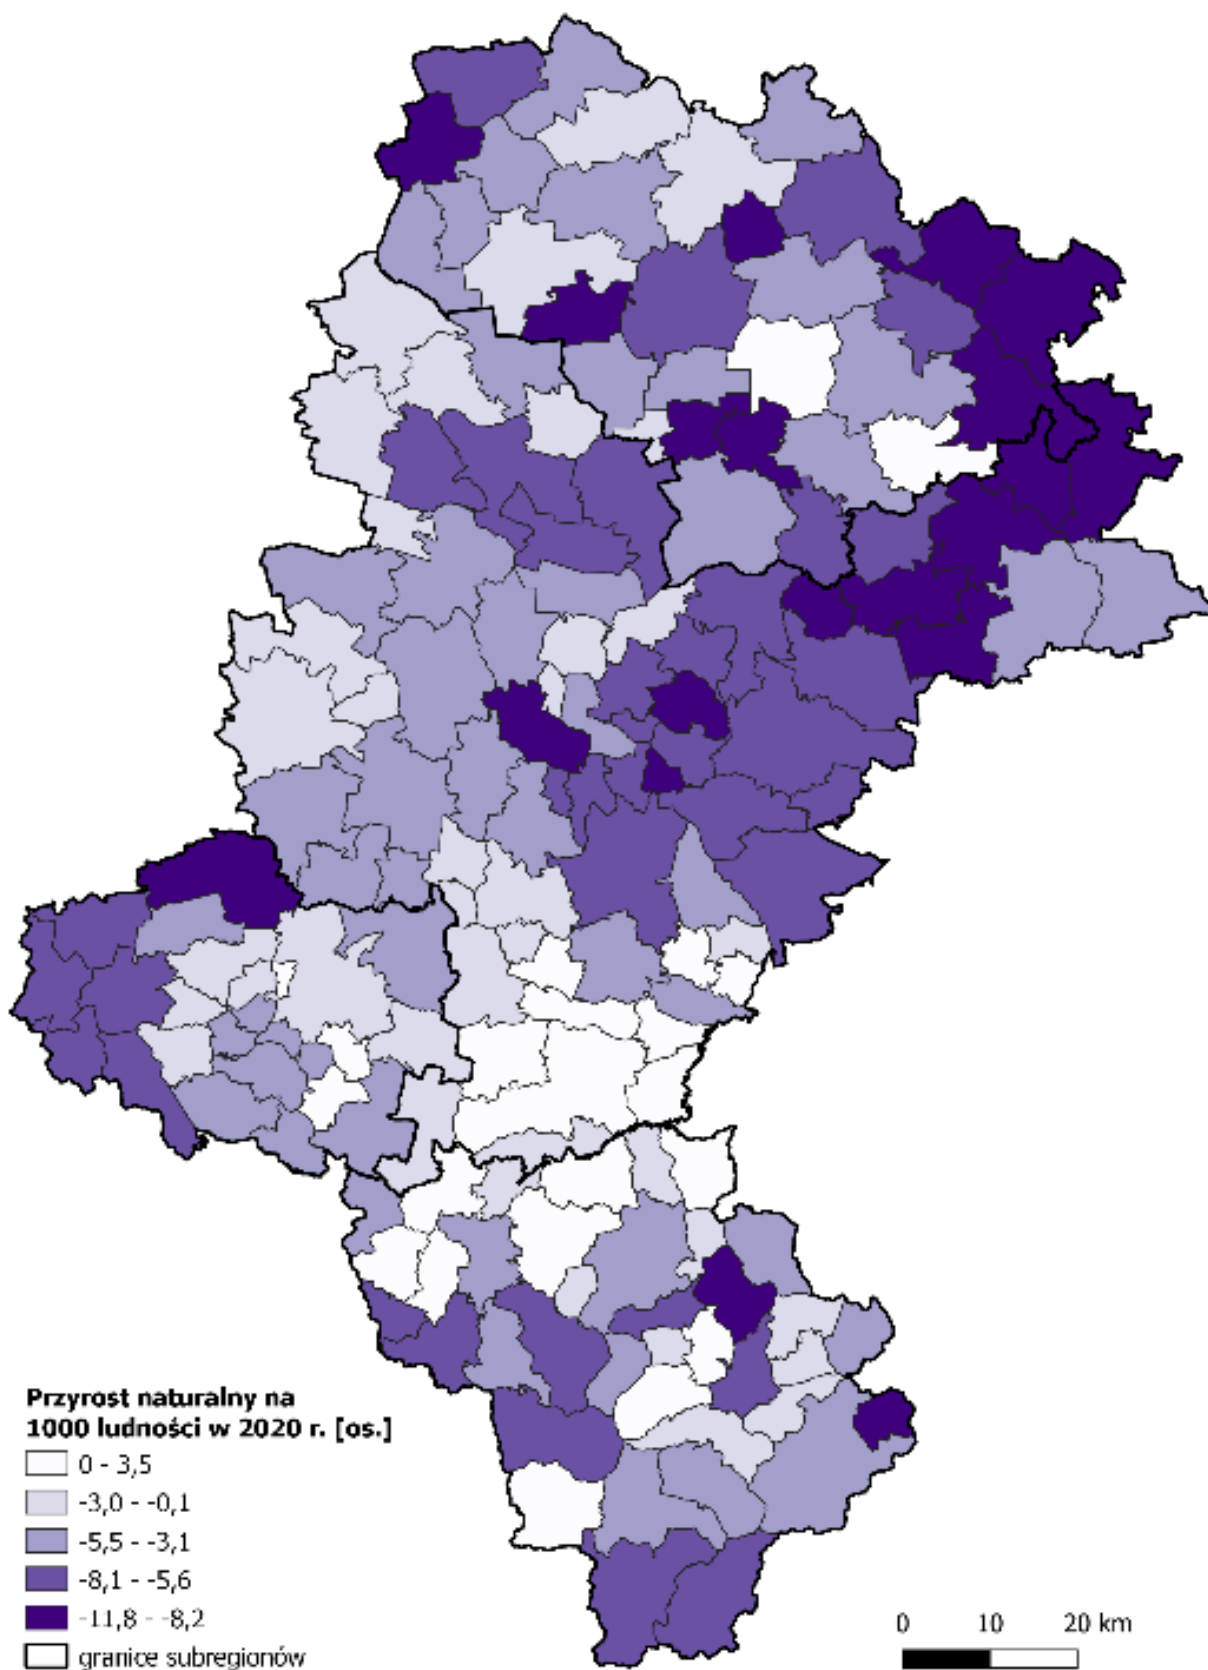 Przyrost naturalny na
1000 ludności w 2020 r. [os.]
0 - 3,5
-3,0 - -0,1
-5,5 - -3,1
-8,1 - -5,6
-11,8 - -8,2
granice subregionów
0 10 20 km